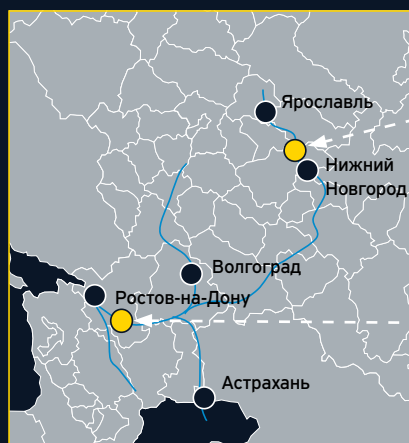 Ярославль
Нижний
Новгород
Волгоград
Ростов-на-Дону
Астрахань